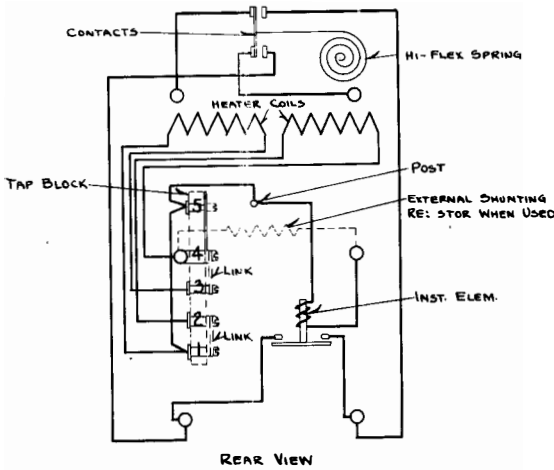 CONTACTS
HI-FLEX SPRING
HEATER COILS
TAP BLOCK
POST
EXTERNAL SHUNTING
RE: STOR WHEN USED
5
4
LINK
3
INST. ELEM.
2
LINK
1
REAR VIEW